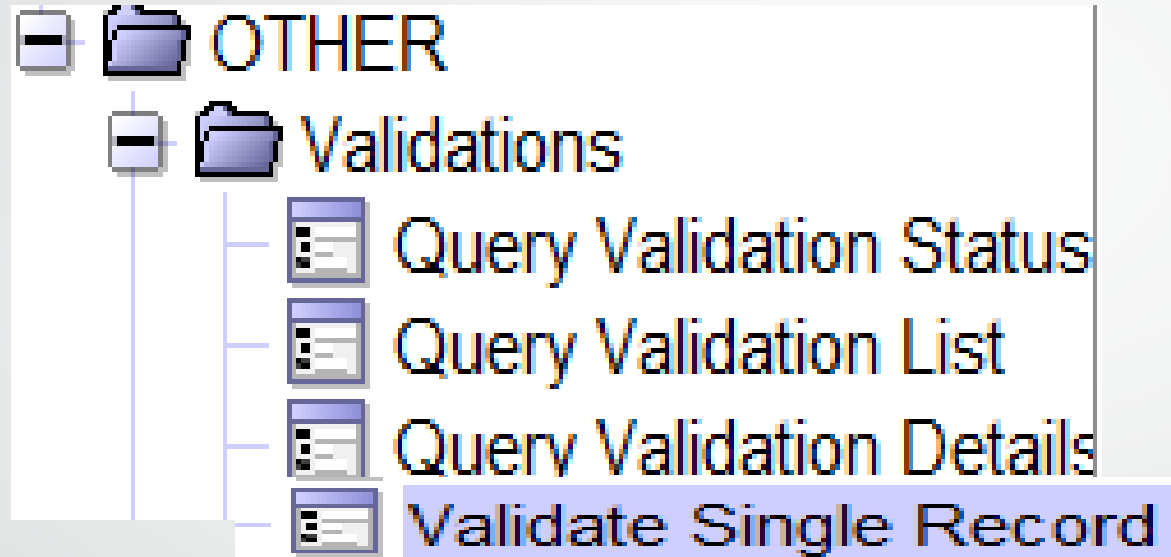 OTHER
Validations
Query Validation Status
Query Validation List
Query Validation Details
Validate Single Record